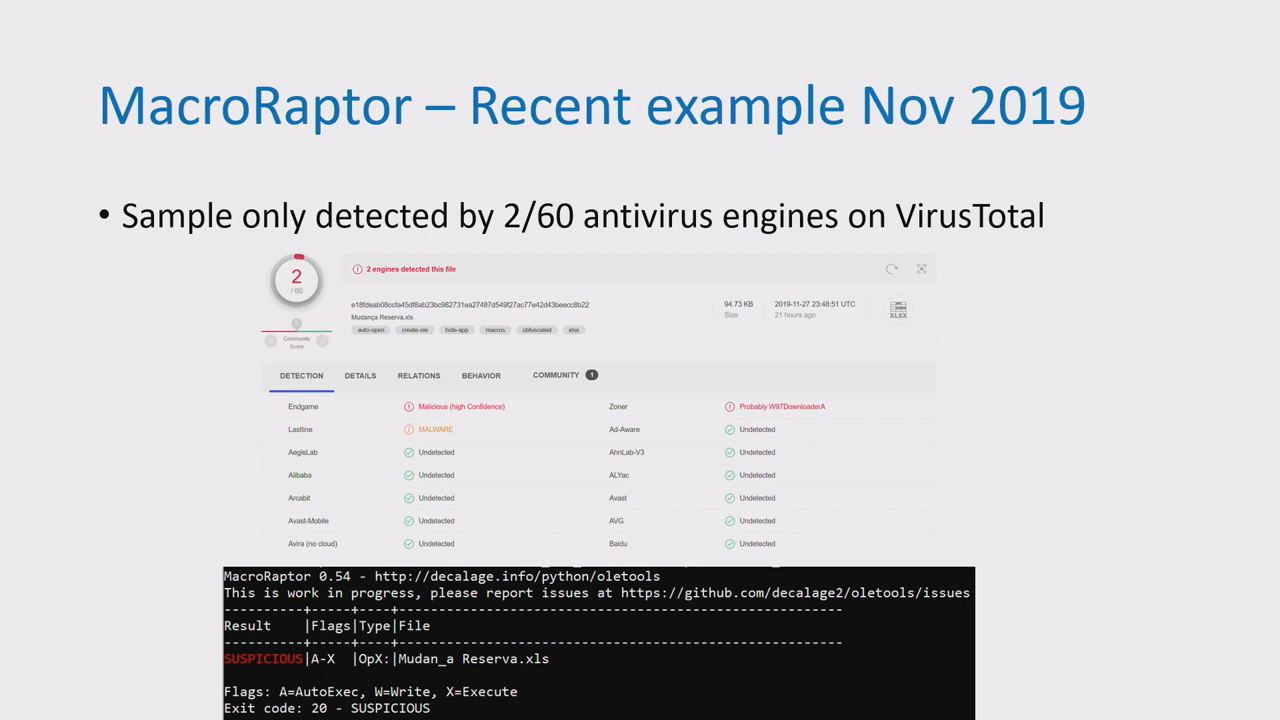 MacroRaptor – Recent example Nov 2019
• Sample only detected by 2/60 antivirus engines on VirusTotal
2
/ 60
2 engines detected this file
e18fdeab08ccfa45df8ab23bc982731ea27487d549f27ac77e42d43beecc8b22
Mudança Reserva.xls
auto-open create-ole hide-app macros obfuscated xlsx
94.73 KB
Size
2019-11-27 23:48:51 UTC
21 hours ago
XLSX
?
Community
Score
DETECTION DETAILS RELATIONS BEHAVIOR COMMUNITY 1
Endgame Malicious (high Confidence) Zoner Probably W97DownloaderA
Lastline MALWARE Ad-Aware Undetected
AegisLab Undetected AhnLab-V3 Undetected
Alibaba Undetected ALYac Undetected
Arcabit Undetected Avast Undetected
Avast-Mobile Undetected AVG Undetected
Avira (no cloud) Undetected Baidu Undetected
MacroRaptor 0.54 - http://decalage.info/python/oletools
This is work in progress, please report issues at https://github.com/decalage2/oletools/issues
----------+-----+----+--------------------------------------------------------
Result |Flags|Type|File
----------+-----+----+--------------------------------------------------------
SUSPICIOUS|A-X |OpX:|Mudan_a Reserva.xls
Flags: A=AutoExec, W=Write, X=Execute
Exit code: 20 - SUSPICIOUS